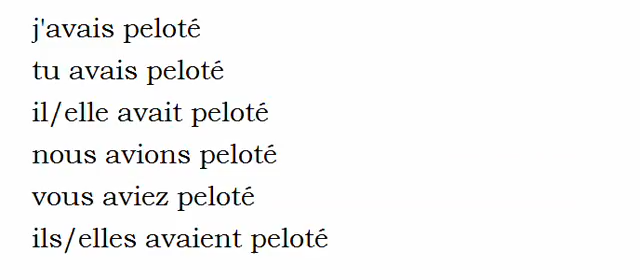 j'avais peloté
tu avais peloté
il/elle avait peloté
nous avions peloté
vous aviez peloté
ils/elles avaient peloté